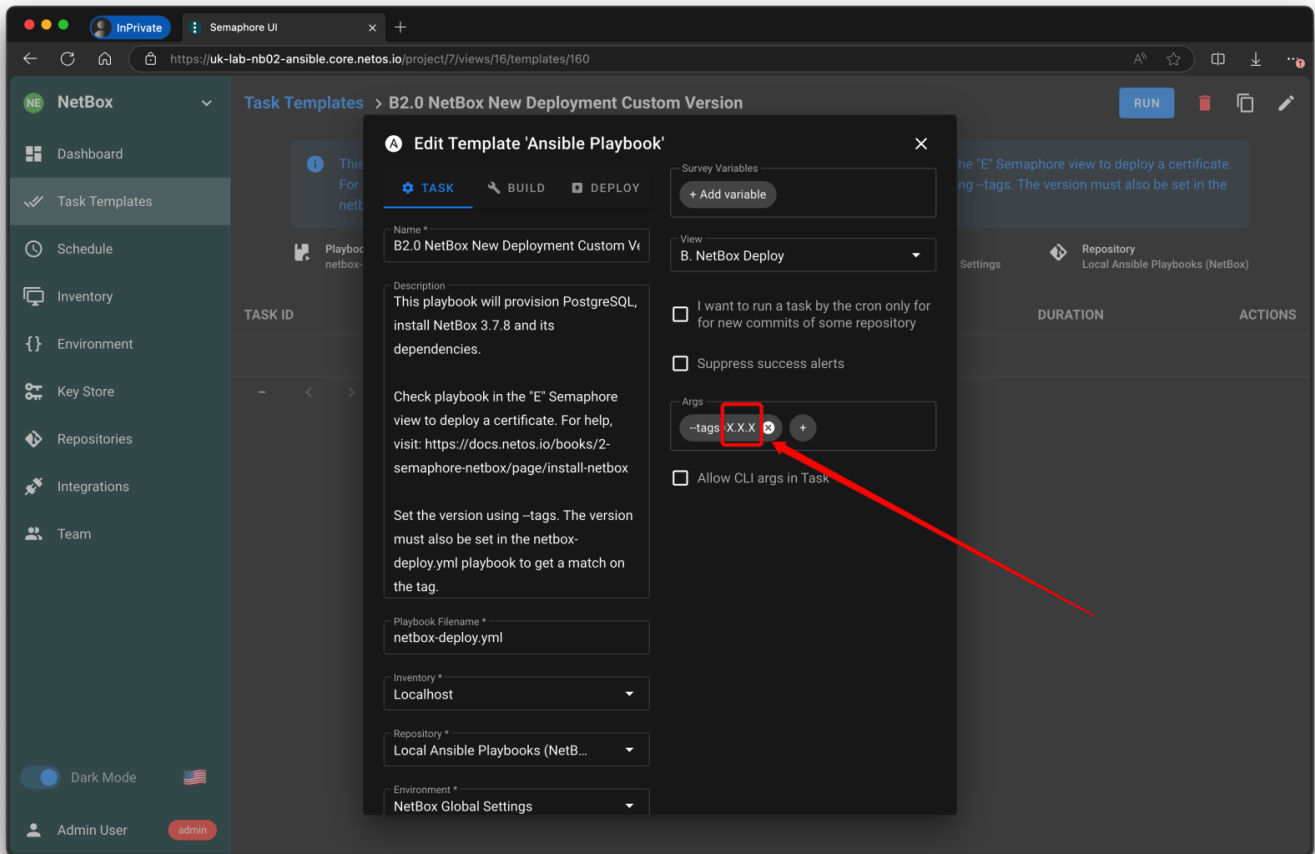 InPrivate
Semaphore UI
https://uk-lab-nb02-ansible.core.netos.io/project/7/views/16/templates/160
NE
NetBox
Dashboard
Task Templates
Schedule
Inventory
Environment
Key Store
Repositories
Integrations
Team
Dark Mode
Admin User
admin
Task Templates > B2.0 NetBox New Deployment Custom Version
RUN
This
For
netb
he "E" Semaphore view to deploy a certificate.
ng --tags. The version must also be set in the
Playboo
netbox-
Settings
Repository
Local Ansible Playbooks (NetBox)
TASK ID
DURATION
ACTIONS
A
Edit Template 'Ansible Playbook'
TASK
BUILD
DEPLOY
Name *
B2.0 NetBox New Deployment Custom Ve
Description
This playbook will provision PostgreSQL,
install NetBox 3.7.8 and its
dependencies.
Check playbook in the "E" Semaphore
view to deploy a certificate. For help,
visit: https://docs.netos.io/books/2-
semaphore-netbox/page/install-netbox
Set the version using --tags. The version
must also be set in the netbox-
deploy.yml playbook to get a match on
the tag.
Playbook Filename *
netbox-deploy.yml
Inventory *
Localhost
Repository *
Local Ansible Playbooks (NetB...
Environment *
NetBox Global Settings
Survey Variables
+ Add variable
View
B. NetBox Deploy
I want to run a task by the cron only for
for new commits of some repository
Suppress success alerts
Args
--tags X.X.X
+
Allow CLI args in Task